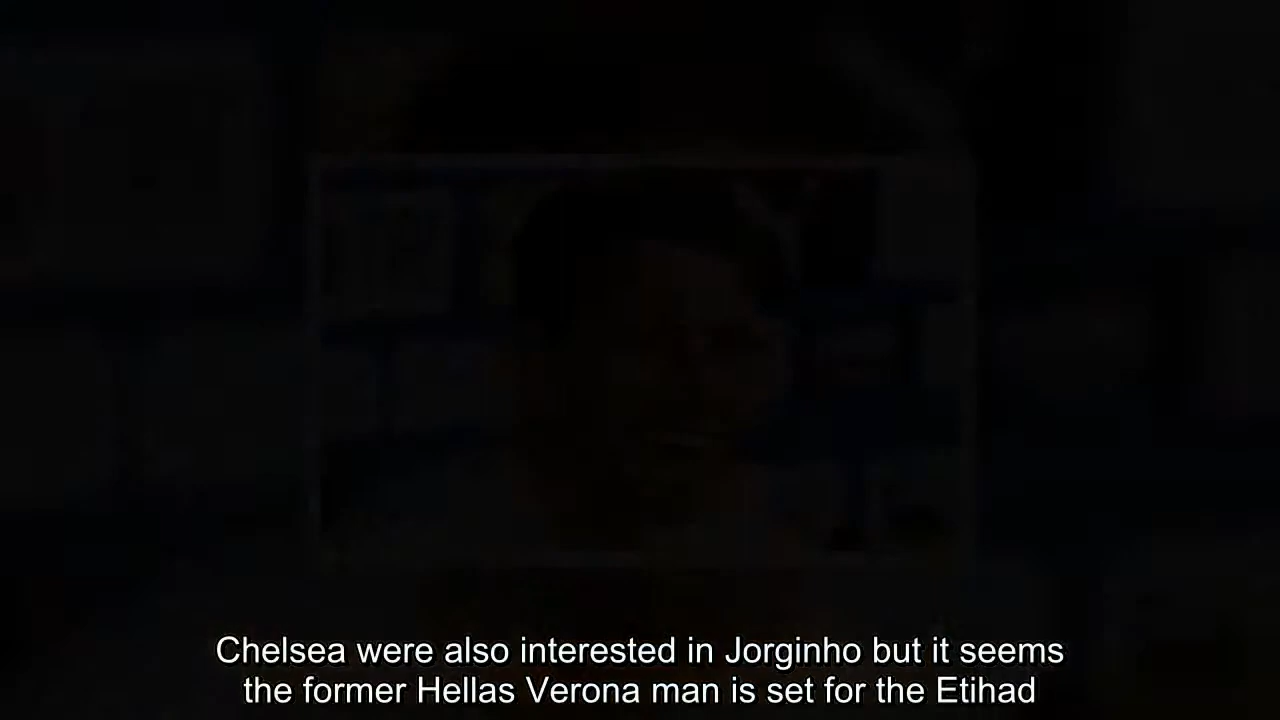 Chelsea were also interested in Jorginho but it seems
the former Hellas Verona man is set for the Etihad